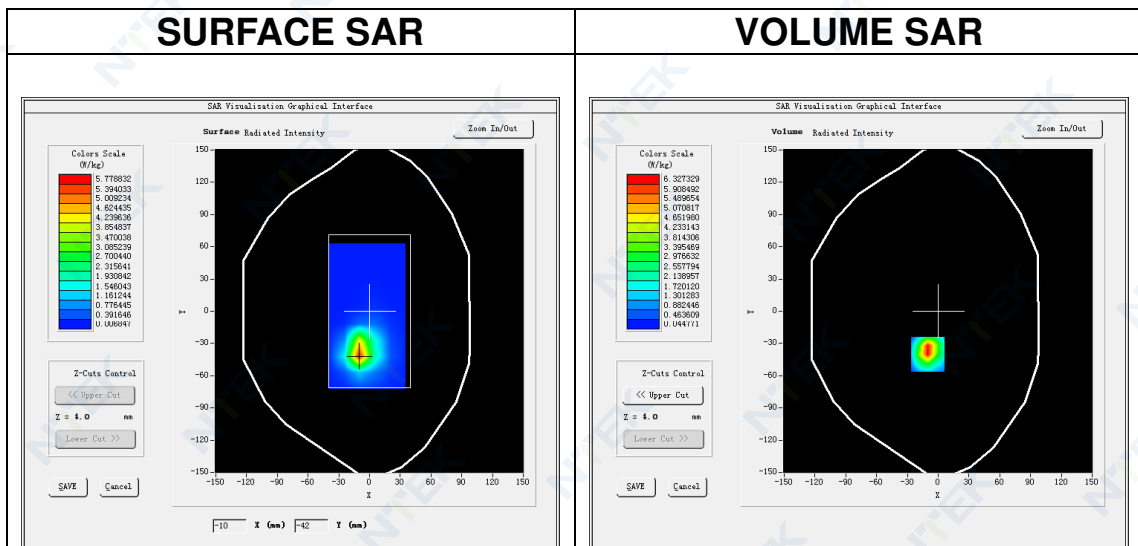 SURFACE SAR
VOLUME SAR
SAR Visualisation Graphical Interface
Surface Radiated Intensity
Zoom In/Out
Colors Scale
(W/kg)
5.778832
5.394033
5.009234
4.624435
4.239636
3.854837
3.470038
3.085239
2.700440
2.315641
1.930842
1.546043
1.161244
0.776445
0.391646
0.006847
150
120
90
60
30
0
-30
-60
-90
-120
-150
Y
-150 -120 -90 -60 -30 0 30 60 90 120 150
X
Z-Cuts Control
<< Upper Cut
Z = 4.0 mm
Lower Cut >>
SAVE Cancel
-10 X (mm) -42 Y (mm)
SAR Visualisation Graphical Interface
Volume Radiated Intensity
Zoom In/Out
Colors Scale
(W/kg)
6.327329
5.908492
5.489654
5.070817
4.651980
4.233143
3.814306
3.395469
2.976632
2.557794
2.138957
1.720120
1.301283
0.882446
0.463609
0.044771
150
120
90
60
30
0
-30
-60
-90
-120
-150
Y
-150 -120 -90 -60 -30 0 30 60 90 120 150
X
Z-Cuts Control
<< Upper Cut
Z = 4.0 mm
Lower Cut >>
SAVE Cancel
NTEK